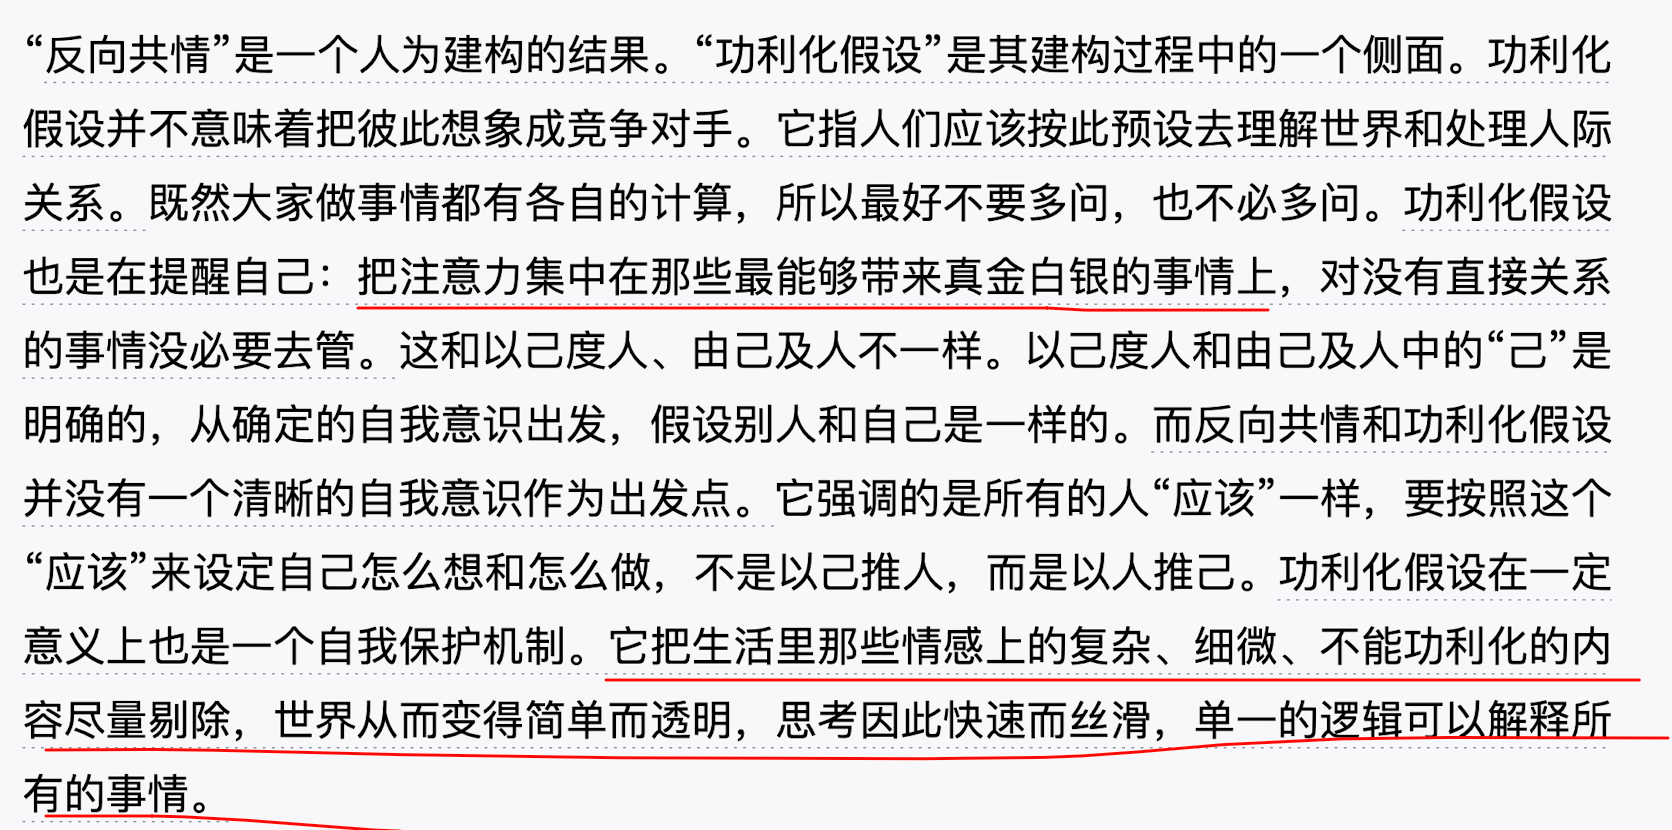 “反向共情”是一个人为建构的结果。“功利化假设”是其建构过程中的一个侧面。功利化
假设并不意味着把彼此想象成竞争对手。它指人们应该按此预设去理解世界和处理人际
关系。既然大家做事情都有各自的计算，所以最好不要多问，也不必多问。功利化假设
也是在提醒自己：把注意力集中在那些最能够带来真金白银的事情上，对没有直接关系
的事情没必要去管。这和以己度人、由己及人不一样。以己度人和由己及人中的“己”是
明确的，从确定的自我意识出发，假设别人和自己是一样的。而反向共情和功利化假设
并没有一个清晰的自我意识作为出发点。它强调的是所有的人“应该”一样，要按照这个
“应该”来设定自己怎么想和怎么做，不是以己推人，而是以人推己。功利化假设在一定
意义上也是一个自我保护机制。它把生活里那些情感上的复杂、细微、不能功利化的内
容尽量剔除，世界从而变得简单而透明，思考因此快速而丝滑，单一的逻辑可以解释所
有的事情。